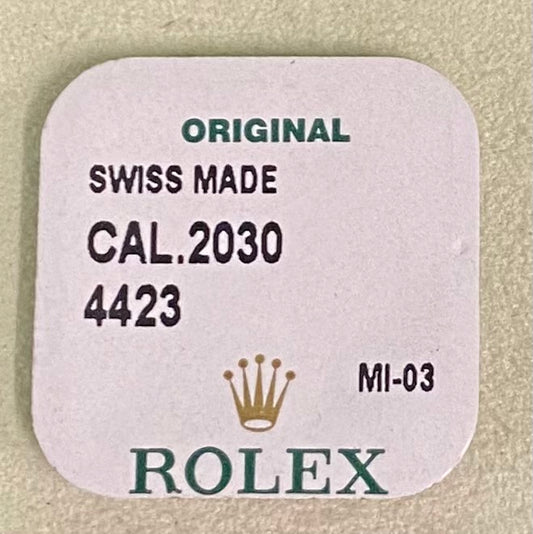 ORIGINAL
SWISS MADE
CAL.2030
4423
MI-03
ROLEX